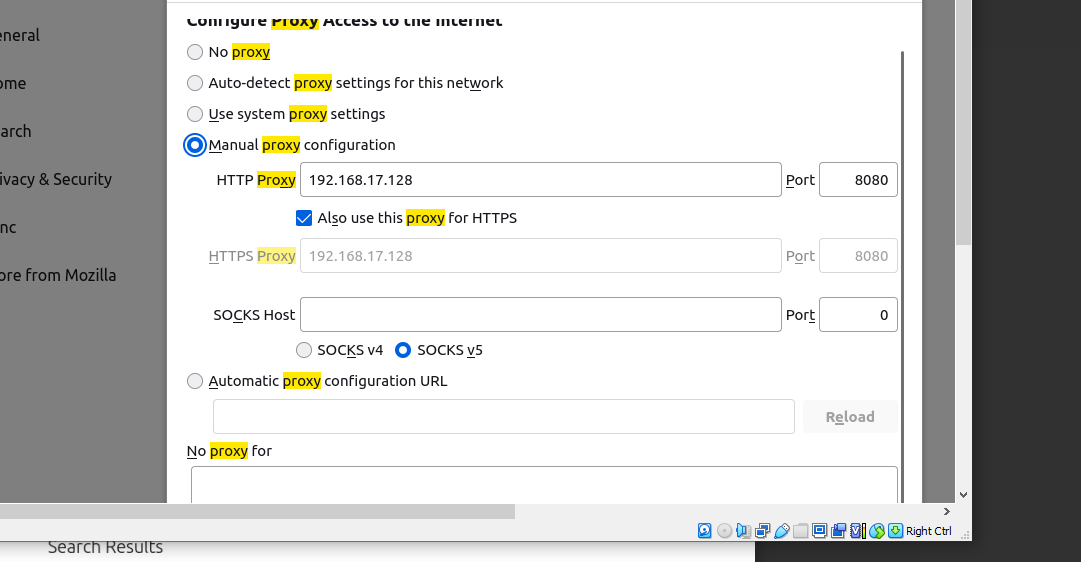 Configure Proxy Access to the Internet
eneral
No proxy
ome
Auto-detect proxy settings for this network
Use system proxy settings
arch
Manual proxy configuration
ivacy & Security
HTTP Proxy 192.168.17.128 Port 8080
Also use this proxy for HTTPS
nc
HTTPS Proxy 192.168.17.128 Port 8080
ore from Mozilla
SOCKS Host Port 0
SOCKS v4 SOCKS v5
Automatic proxy configuration URL
Reload
No proxy for
Right Ctrl
Search Results